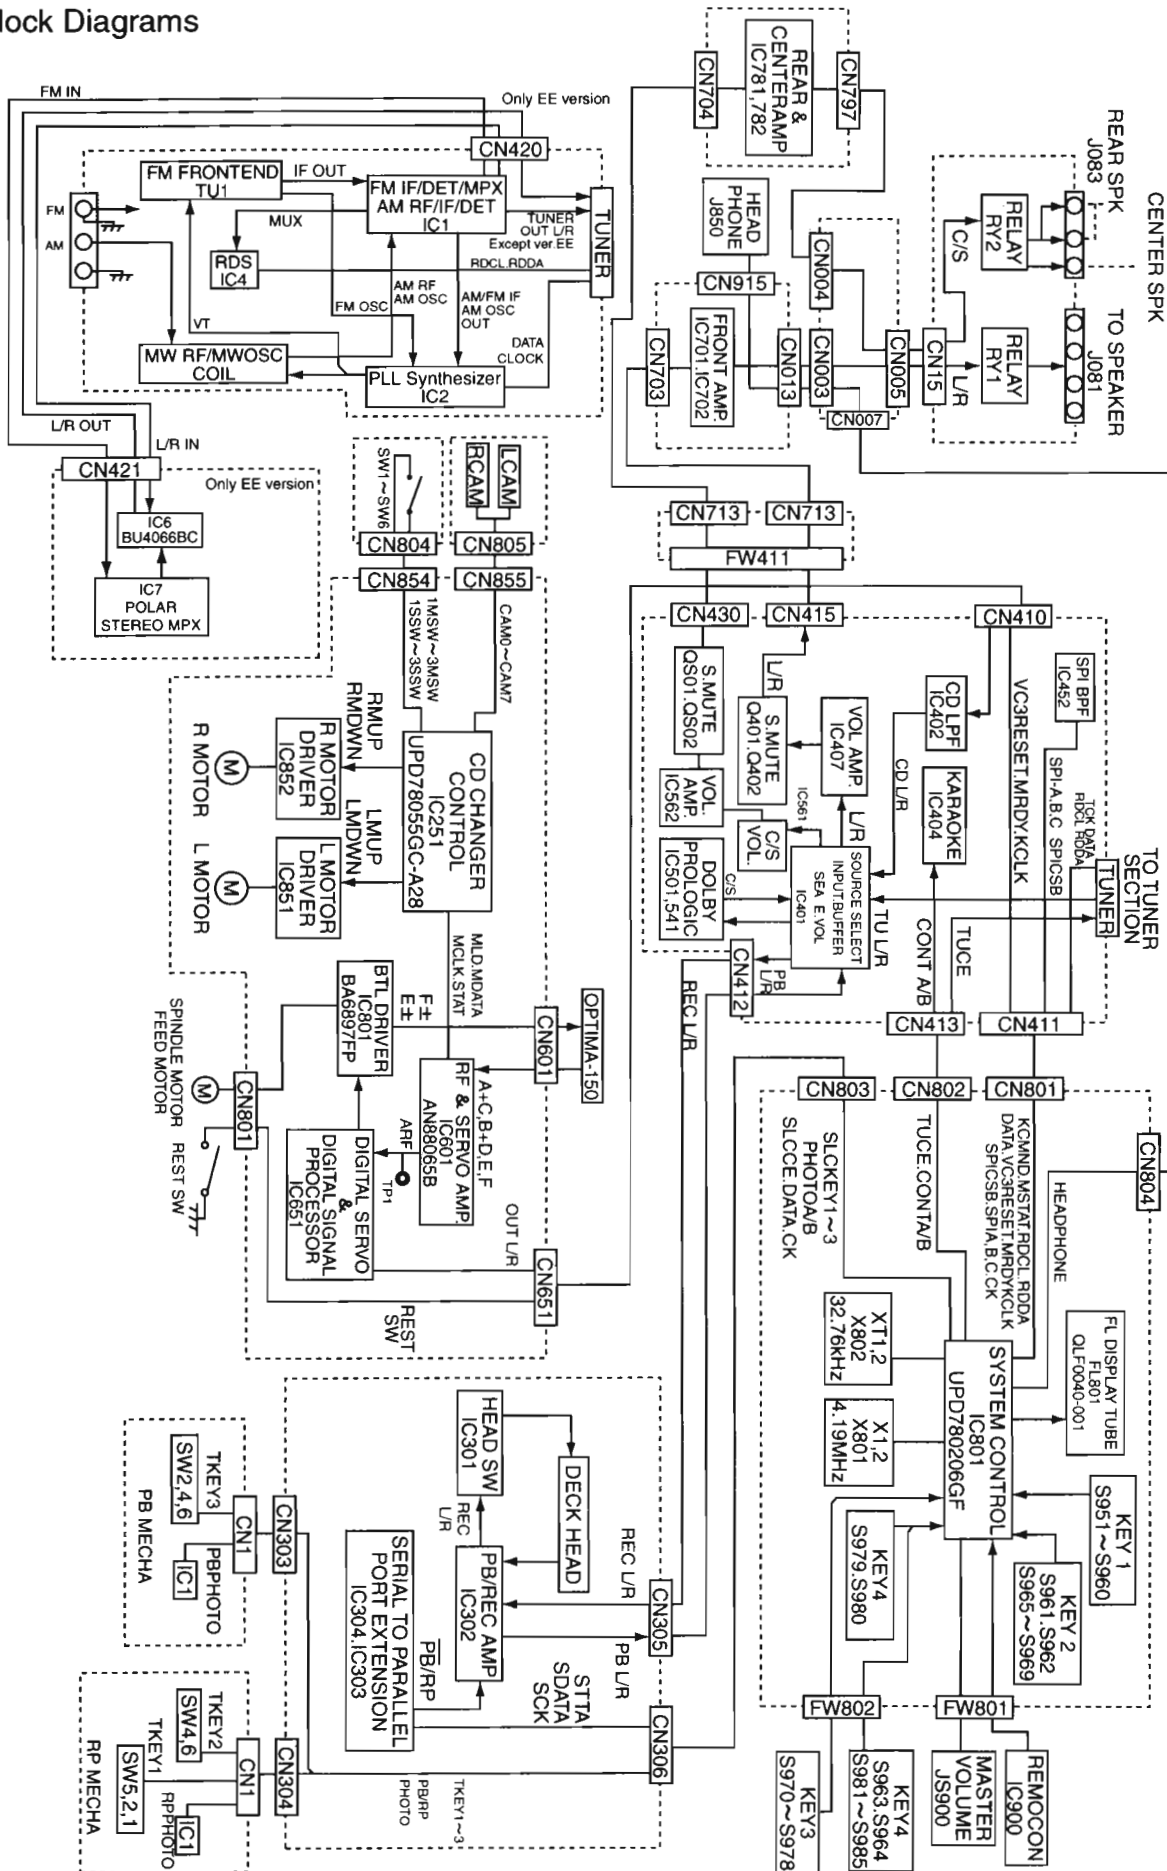 lock Diagrams
FM IN
Only EE version
CN420
FM FRONTEND
TU1
IF OUT
FM IF/DET/MPX
AM RF/IF/DET
IC1
MUX
TUNER
OUT L/R
Except ver.EE
TUNER
FM
AM
RDS
IC4
RDCL.RDDA
AM RF
AM OSC
FM OSC
AM/FM IF
AM OSC
OUT
VT
DATA
CLOCK
MW RF/MWOSC
COIL
PLL Synthesizer
IC2
L/R OUT
L/R IN
CN421
Only EE version
IC6
BU4066BC
IC7
POLAR
STEREO MPX
CN704
REAR &
CENTERAMP
IC781,782
CN797
HEAD
PHONE
J850
CN915
CN703
FRONT AMP.
IC701.IC702
CN01/3
CN004
CN003
CN005
CN007
CN15
C/S
L/R
RELAY
RY2
RELAY
RY1
REAR SPK
J083
CENTER SPK
TO SPEAKER
J081
CN713
CN713
FW411
CN430
CN415
CN410
SW1~SW6
RCAM
LCAM
CN804
CN805
CN854
CN855
1MSW~3MSW
1SSW~3SSW
CAM0~CAM7
CD CHANGER
CONTROL
IC251
UPD78055GC-A28
RMUP
RMDWN
LMUP
LMDWN
R MOTOR
DRIVER
IC852
L MOTOR
DRIVER
IC851
M
M
R MOTOR
L MOTOR
MLD.MDATA
MCLK.STAT
BTL DRIVER
IC801
BA6897FP
F±
E±
CN601
OPTIMA-150
A+C,B+D,E,F
RF & SERVO AMP.
IC601
AN88065B
ARF
TP1
DIGITAL SERVO
&
DIGITAL SIGNAL
PROCESSOR
IC651
M
CN801
SPINDLE MOTOR
FEED MOTOR
REST SW
OUT L/R
CN651
REST
SW
S.MUTE
QS01.QS02
L/R
S.MUTE
Q401.Q402
VOL AMP.
IC407
CD LPF
IC402
SPI BPF
IC452
VC3RESET.MRDY.KCLK
SPI-A.B.C SPICSB
TCK DATA
RDCL RDDA
CD L/R
KARAOKE
IC404
VOL.
AMP
IC562
IC561
C/S
VOL.
L/R
SOURCE SELECT
INPUT.BUFFER
SEA E.VOL
IC401
DOLBY
PROLOGIC
IC501,541
C/S
TU L/R
CONT A/B
TUCE
TUNER
TO TUNER
SECTION
CN412
PB
L/R
REC L/R
CN413
CN411
CN803
CN802
CN801
CN804
SLCKEY1~3
PHOTOA/B
SLCCE.DATA.CK
TUCE.CONTA/B
KCMND.MSTAT.RDCL.RDDA
DATA.VC3RESET.MRDYKCLK
SPICSB.SPIA,B,C.CK
HEADPHONE
XT1,2
X802
32.76kHz
X1,2
X801
4.19MHz
SYSTEM CONTROL
IC801
UPD780206GF
FL DISPLAY TUBE
FL801
QLF0040-001
KEY 1
S951~S960
KEY 2
S961.S962
S965~S969
KEY4
S979.S980
FW802
FW801
KEY3
S970~S978
KEY4
S963.S964
S981~S985
MASTER
VOLUME
JS900
REMOCON
IC900
HEAD SW
IC301
DECK HEAD
REC
L/R
PB/REC AMP
IC302
REC L/R
CN305
PB L/R
PB/RP
SERIAL TO PARALLEL
PORT EXTENSION
IC304.IC303
STTA
SDATA
SCK
CN306
TKEY1~3
PB/RP
PHOTO
CN303
CN1
TKEY3
SW2,4,6
PBPHOTO
IC1
PB MECHA
CN304
CN1
TKEY2
SW4,6
TKEY1
SW5,2,1
RPPHOTO
IC1
RP MECHA